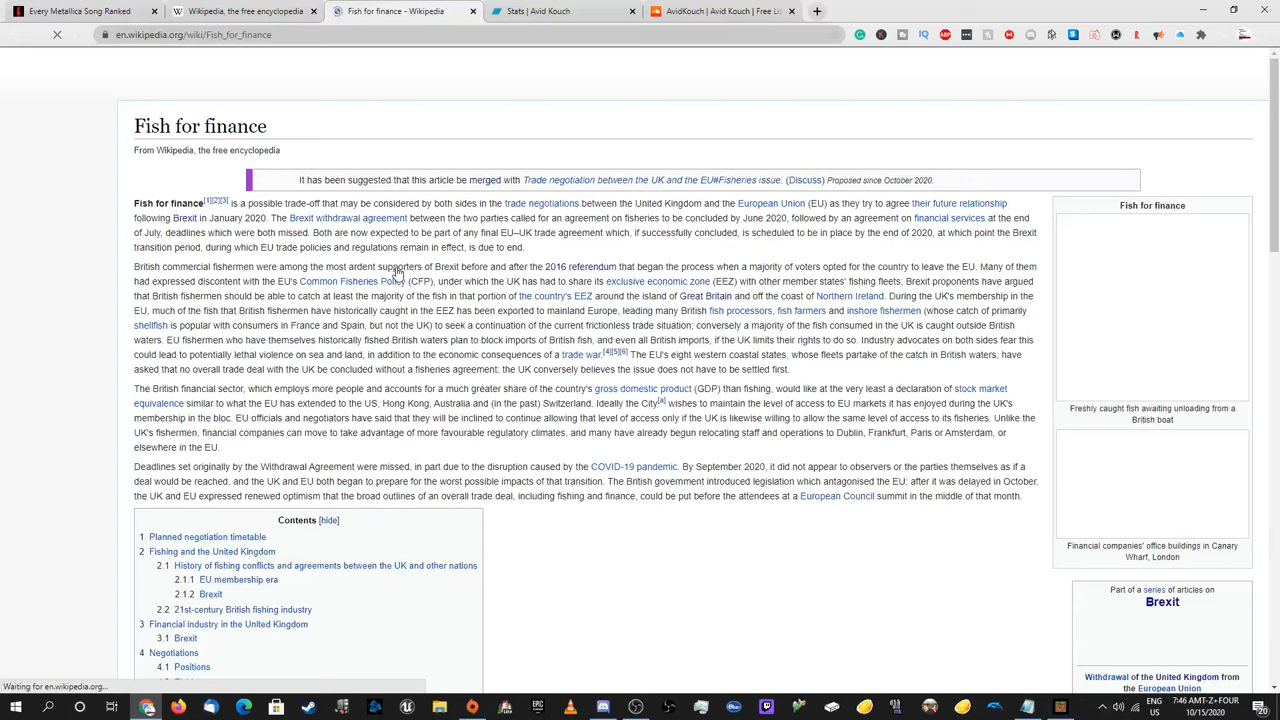 Every Metallica Song Ranked
Wikipedia, the free encyclopedia
Fish for finance - Wikipedia
Stats | Avid Kouch
AvidKouch | Avid Kouch | Free Lis
en.wikipedia.org/wiki/Fish_for_finance
Fish for finance
From Wikipedia, the free encyclopedia
It has been suggested that this article be merged with Trade negotiation between the UK and the EU#Fisheries issue. (Discuss) Proposed since October 2020.
Fish for finance[1][2][3] is a possible trade-off that may be considered by both sides in the trade negotiations between the United Kingdom and the European Union (EU) as they try to agree their future relationship
following Brexit in January 2020. The Brexit withdrawal agreement between the two parties called for an agreement on fisheries to be concluded by June 2020, followed by an agreement on financial services at the end
of July, deadlines which were both missed. Both are now expected to be part of any final EU–UK trade agreement which, if successfully concluded, is scheduled to be in place by the end of 2020, at which point the Brexit
transition period, during which EU trade policies and regulations remain in effect, is due to end.
British commercial fishermen were among the most ardent supporters of Brexit before and after the 2016 referendum that began the process when a majority of voters opted for the country to leave the EU. Many of them
had expressed discontent with the EU's Common Fisheries Policy (CFP), under which the UK has had to share its exclusive economic zone (EEZ) with other member states' fishing fleets; Brexit proponents have argued
that British fishermen should be able to catch at least the majority of the fish in that portion of the country's EEZ around the island of Great Britain and off the coast of Northern Ireland. During the UK's membership in the
EU, much of the fish that British fishermen have historically caught in the EEZ has been exported to mainland Europe, leading many British fish processors, fish farmers and inshore fishermen (whose catch of primarily
shellfish is popular with consumers in France and Spain, but not the UK) to seek a continuation of the current frictionless trade situation; conversely a majority of the fish consumed in the UK is caught outside British
waters. EU fishermen who have themselves historically fished British waters plan to block imports of British fish, and even all British imports, if the UK limits their rights to do so. Industry advocates on both sides fear this
could lead to potentially lethal violence on sea and land, in addition to the economic consequences of a trade war.[4][5][6] The EU's eight western coastal states, whose fleets partake of the catch in British waters, have
asked that no overall trade deal with the UK be concluded without a fisheries agreement; the UK conversely believes the issue does not have to be settled first.
The British financial sector, which employs more people and accounts for a much greater share of the country's gross domestic product (GDP) than fishing, would like at the very least a declaration of stock market
equivalence similar to what the EU has extended to the US, Hong Kong, Australia and (in the past) Switzerland. Ideally the City[a] wishes to maintain the level of access to EU markets it has enjoyed during the UK's
membership in the bloc. EU officials and negotiators have said that they will be inclined to continue allowing that level of access only if the UK is likewise willing to allow the same level of access to its fisheries. Unlike the
UK's fishermen, financial companies can move to take advantage of more favourable regulatory climates, and many have already begun relocating staff and operations to Dublin, Frankfurt, Paris or Amsterdam, or
elsewhere in the EU.
Deadlines set originally by the Withdrawal Agreement were missed, in part due to the disruption caused by the COVID-19 pandemic. By September 2020, it did not appear to observers or the parties themselves as if a
deal would be reached, and the UK and EU both began to prepare for the worst possible impacts of that transition. The British government introduced legislation which antagonised the EU; after it was delayed in October,
the UK and EU expressed renewed optimism that the broad outlines of an overall trade deal, including fishing and finance, could be put before the attendees at a European Council summit in the middle of that month.
Contents [hide]
1 Planned negotiation timetable
2 Fishing and the United Kingdom
2.1 History of fishing conflicts and agreements between the UK and other nations
2.1.1 EU membership era
2.1.2 Brexit
2.2 21st-century British fishing industry
3 Financial industry in the United Kingdom
3.1 Brexit
4 Negotiations
4.1 Positions
Fish for finance
Freshly caught fish awaiting unloading from a
British boat
Financial companies' office buildings in Canary
Wharf, London
Part of a series of articles on
Brexit
Withdrawal of the United Kingdom from
the European Union
Waiting for en.wikipedia.org...
ENG
US
7:46 AMT-Z+FOUR
10/15/2020
20